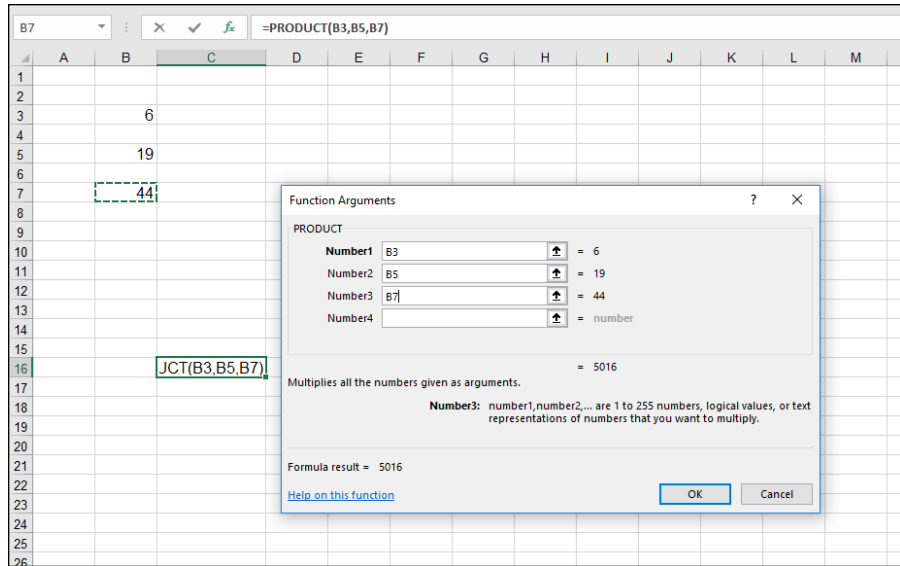 B7 fx =PRODUCT(B3,B5,B7)
A B C D E F G H I J K L M
1
2
3 6
4
5 19
6
7 44
8
9
10
11
12
13
14
15
16 JCT(B3,B5,B7)
17
18
19
20
21
22
23
24
25
26
Function Arguments ? X
PRODUCT
Number1 B3 = 6
Number2 B5 = 19
Number3 B7 = 44
Number4 = number
= 5016
Multiplies all the numbers given as arguments.
Number3: number1,number2,... are 1 to 255 numbers, logical values, or text
representations of numbers that you want to multiply.
Formula result = 5016
Help on this function OK Cancel